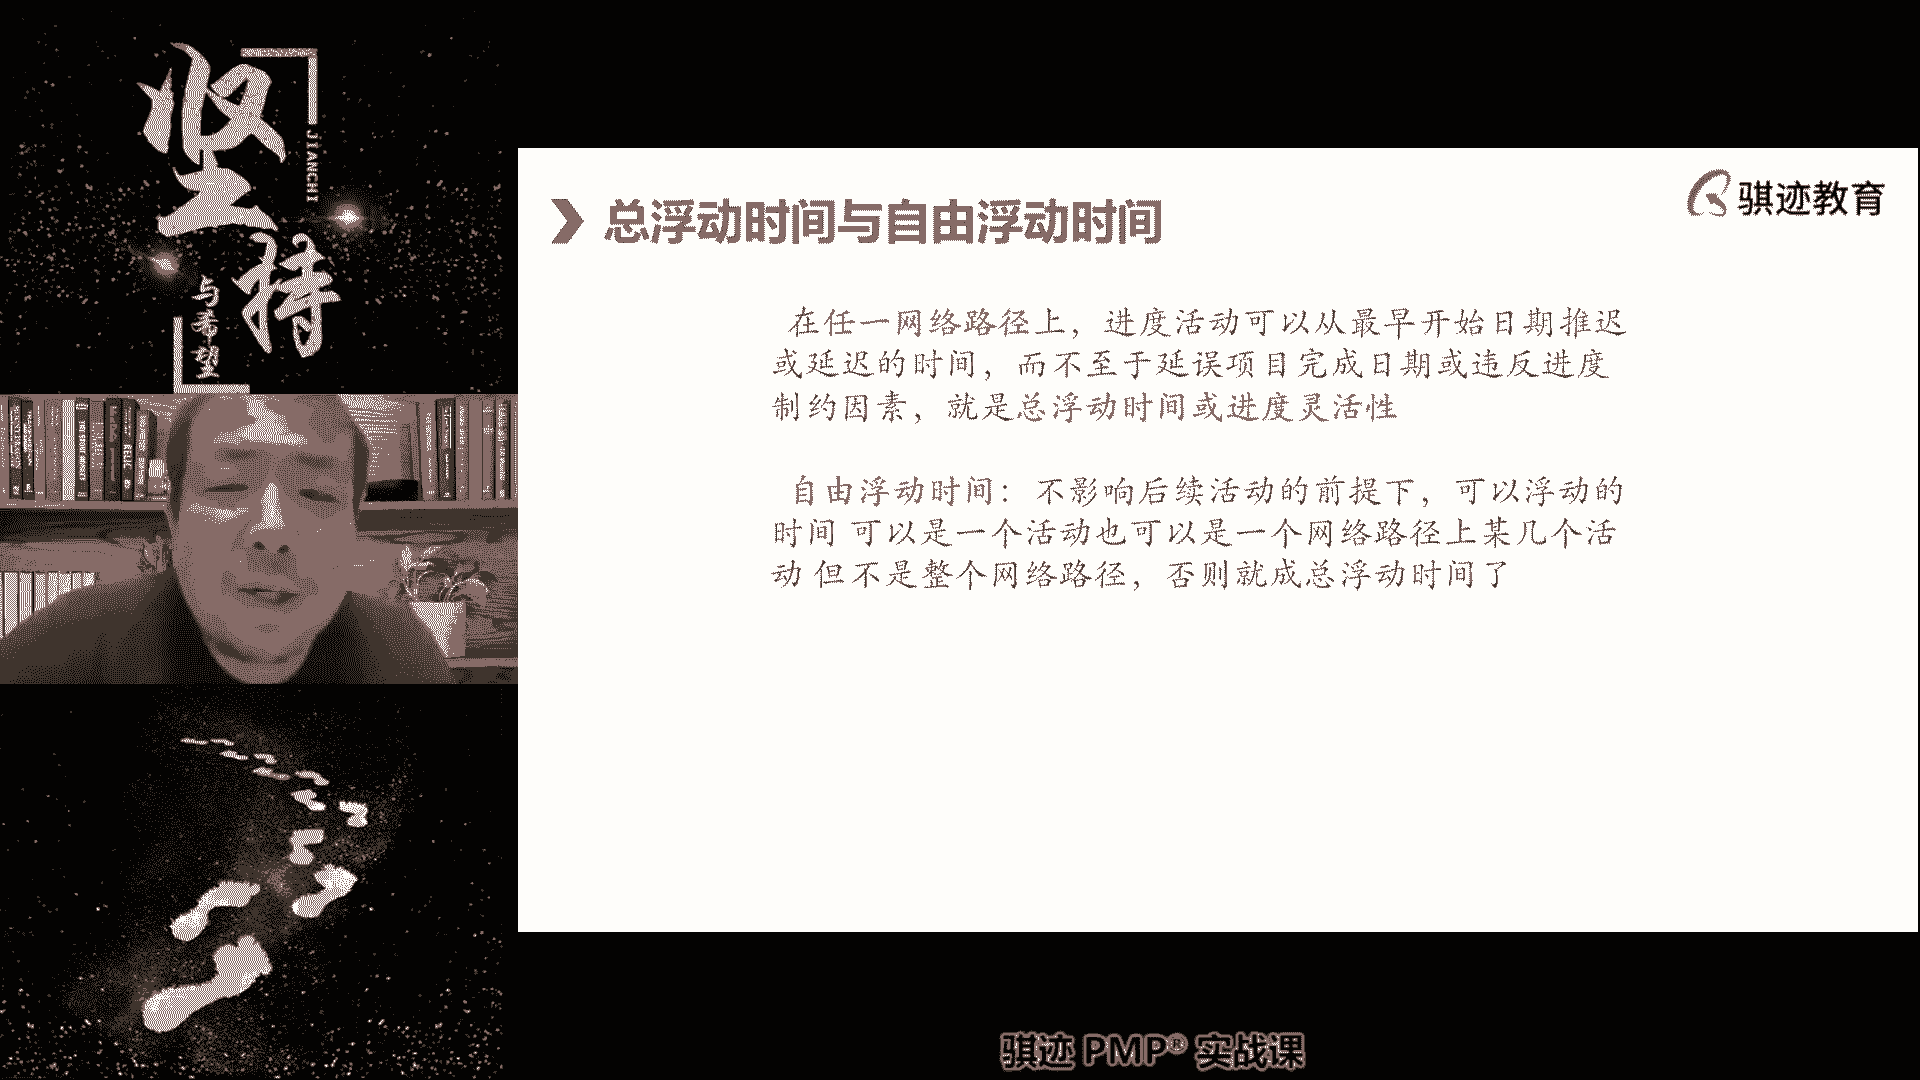 坚持
JIANCHI
与希望
骐迹教育
总浮动时间与自由浮动时间
在任一网络路径上，进度活动可以从最早开始日期推迟
或延迟的时间，而不至于延误项目完成日期或违反进度
制约因素，就是总浮动时间或进度灵活性
自由浮动时间：不影响后续活动的前提下，可以浮动的
时间 可以是一个活动也可以是一个网络路径上某几个活
动 但不是整个网络路径，否则就成总浮动时间了
骐迹 PMP® 实战课